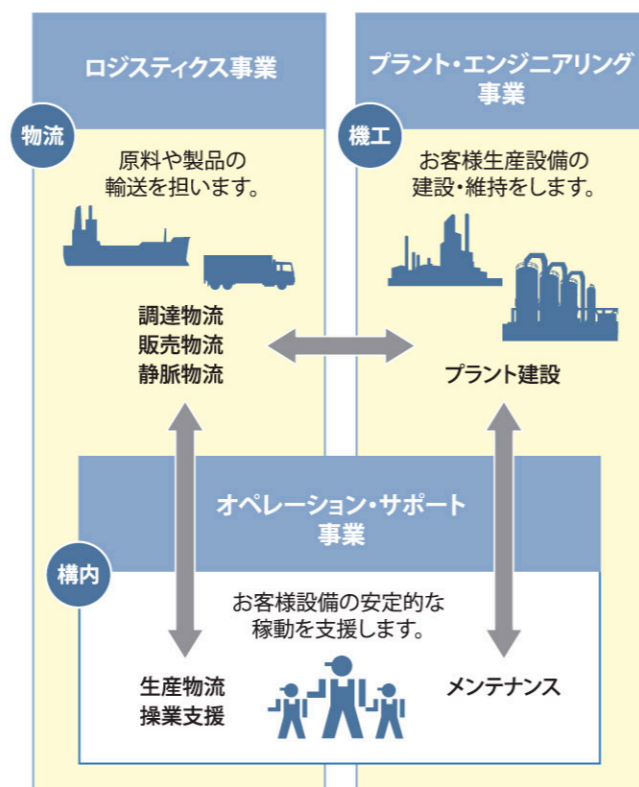 ロジスティクス事業
物流
原料や製品の
輸送を担います。
調達物流
販売物流
静脈物流
プラント・エンジニアリング
事業
機工
お客様生産設備の
建設・維持をします。
プラント建設
オペレーション・サポート
事業
構内
お客様設備の安定的な
稼動を支援します。
生産物流
操業支援
メンテナンス